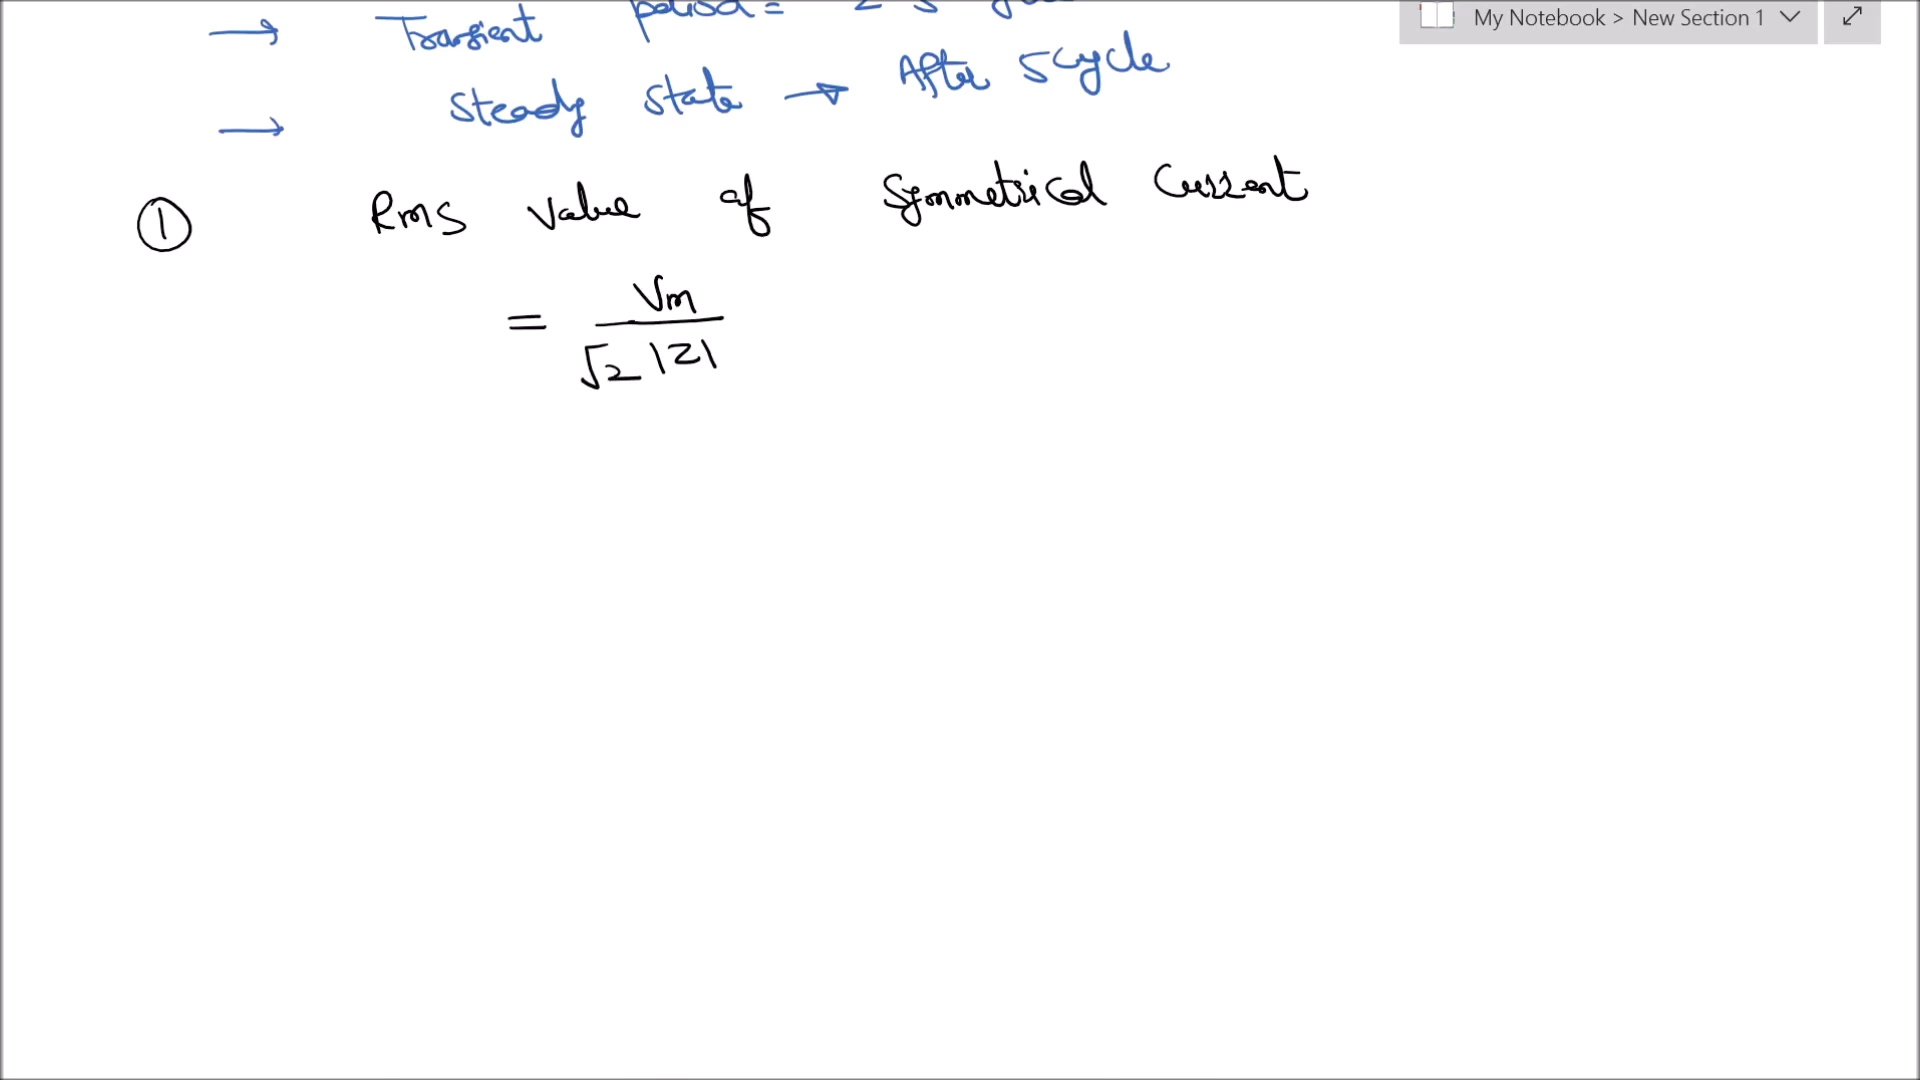 My Notebook > New Section 1
→ Transient period =
→ Steady state → After 5cycle
① Rms value of Symmetrical Current
= Vm
√2 |Z|